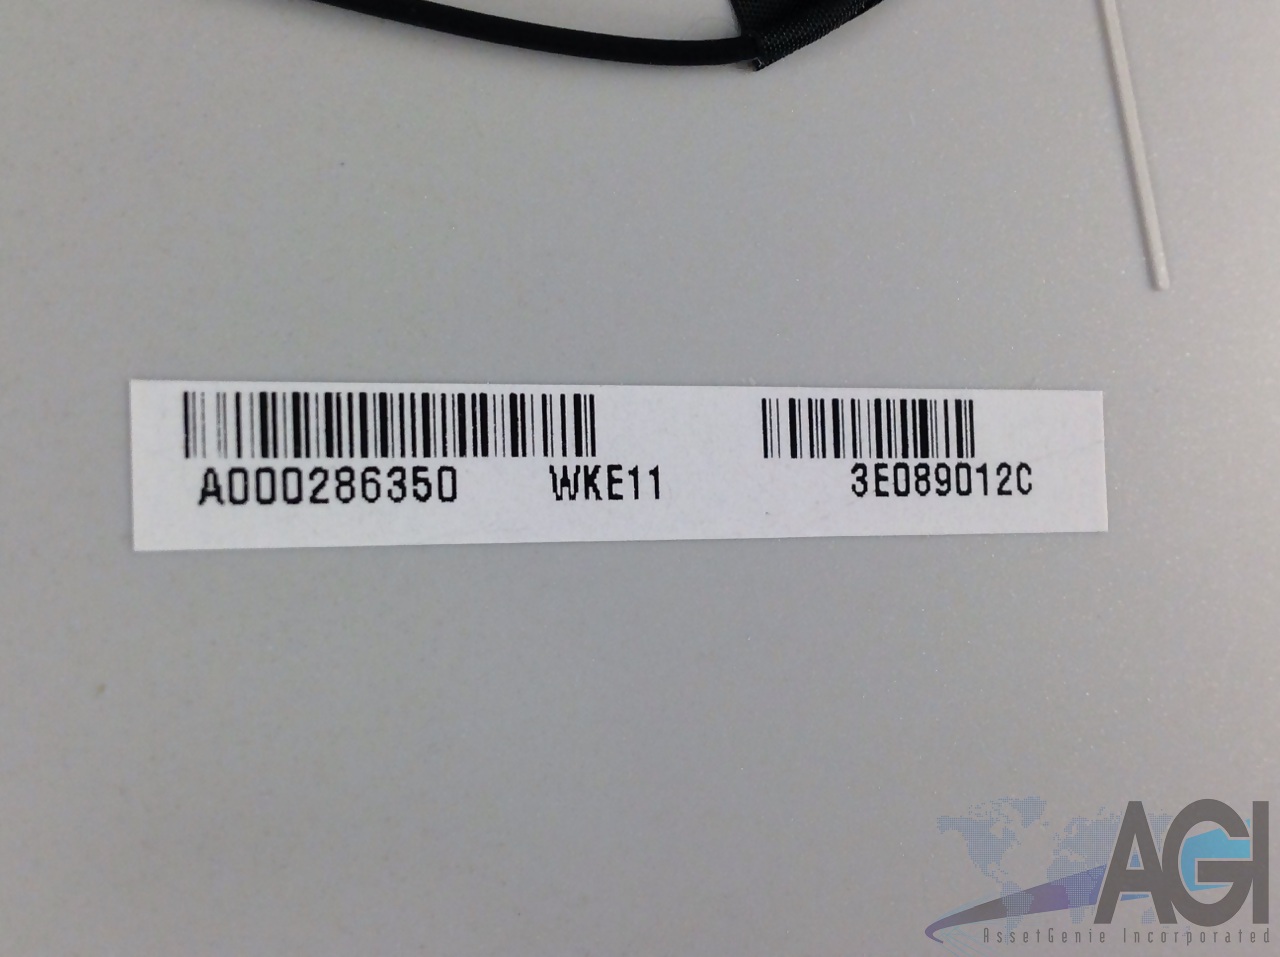 A000286350 WKE11 3E089012C
AGI
AssetGenie Incorporated